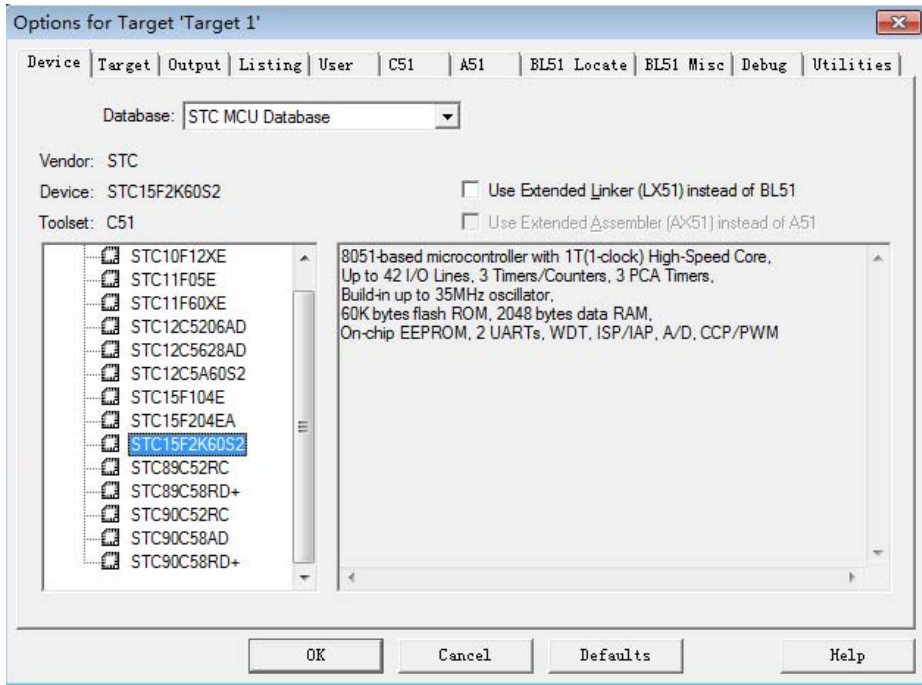 Options for Target 'Target 1'
Device Target Output Listing User C51 A51 BL51 Locate BL51 Misc Debug Utilities
Database: STC MCU Database
Vendor: STC
Device: STC15F2K60S2
Use Extended Linker (LX51) instead of BL51
Toolset: C51
Use Extended Assembler (AX51) instead of A51
STC10F12XE
STC11F05E
STC11F60XE
STC12C5206AD
STC12C5628AD
STC12C5A60S2
STC15F104E
STC15F204EA
STC15F2K60S2
STC89C52RC
STC89C58RD+
STC90C52RC
STC90C58AD
STC90C58RD+
8051-based microcontroller with 1T(1-clock) High-Speed Core,
Up to 42 I/O Lines, 3 Timers/Counters, 3 PCA Timers,
Build-in up to 35MHz oscillator,
60K bytes flash ROM, 2048 bytes data RAM,
On-chip EEPROM, 2 UARTs, WDT, ISP/IAP, A/D, CCP/PWM
OK Cancel Defaults Help